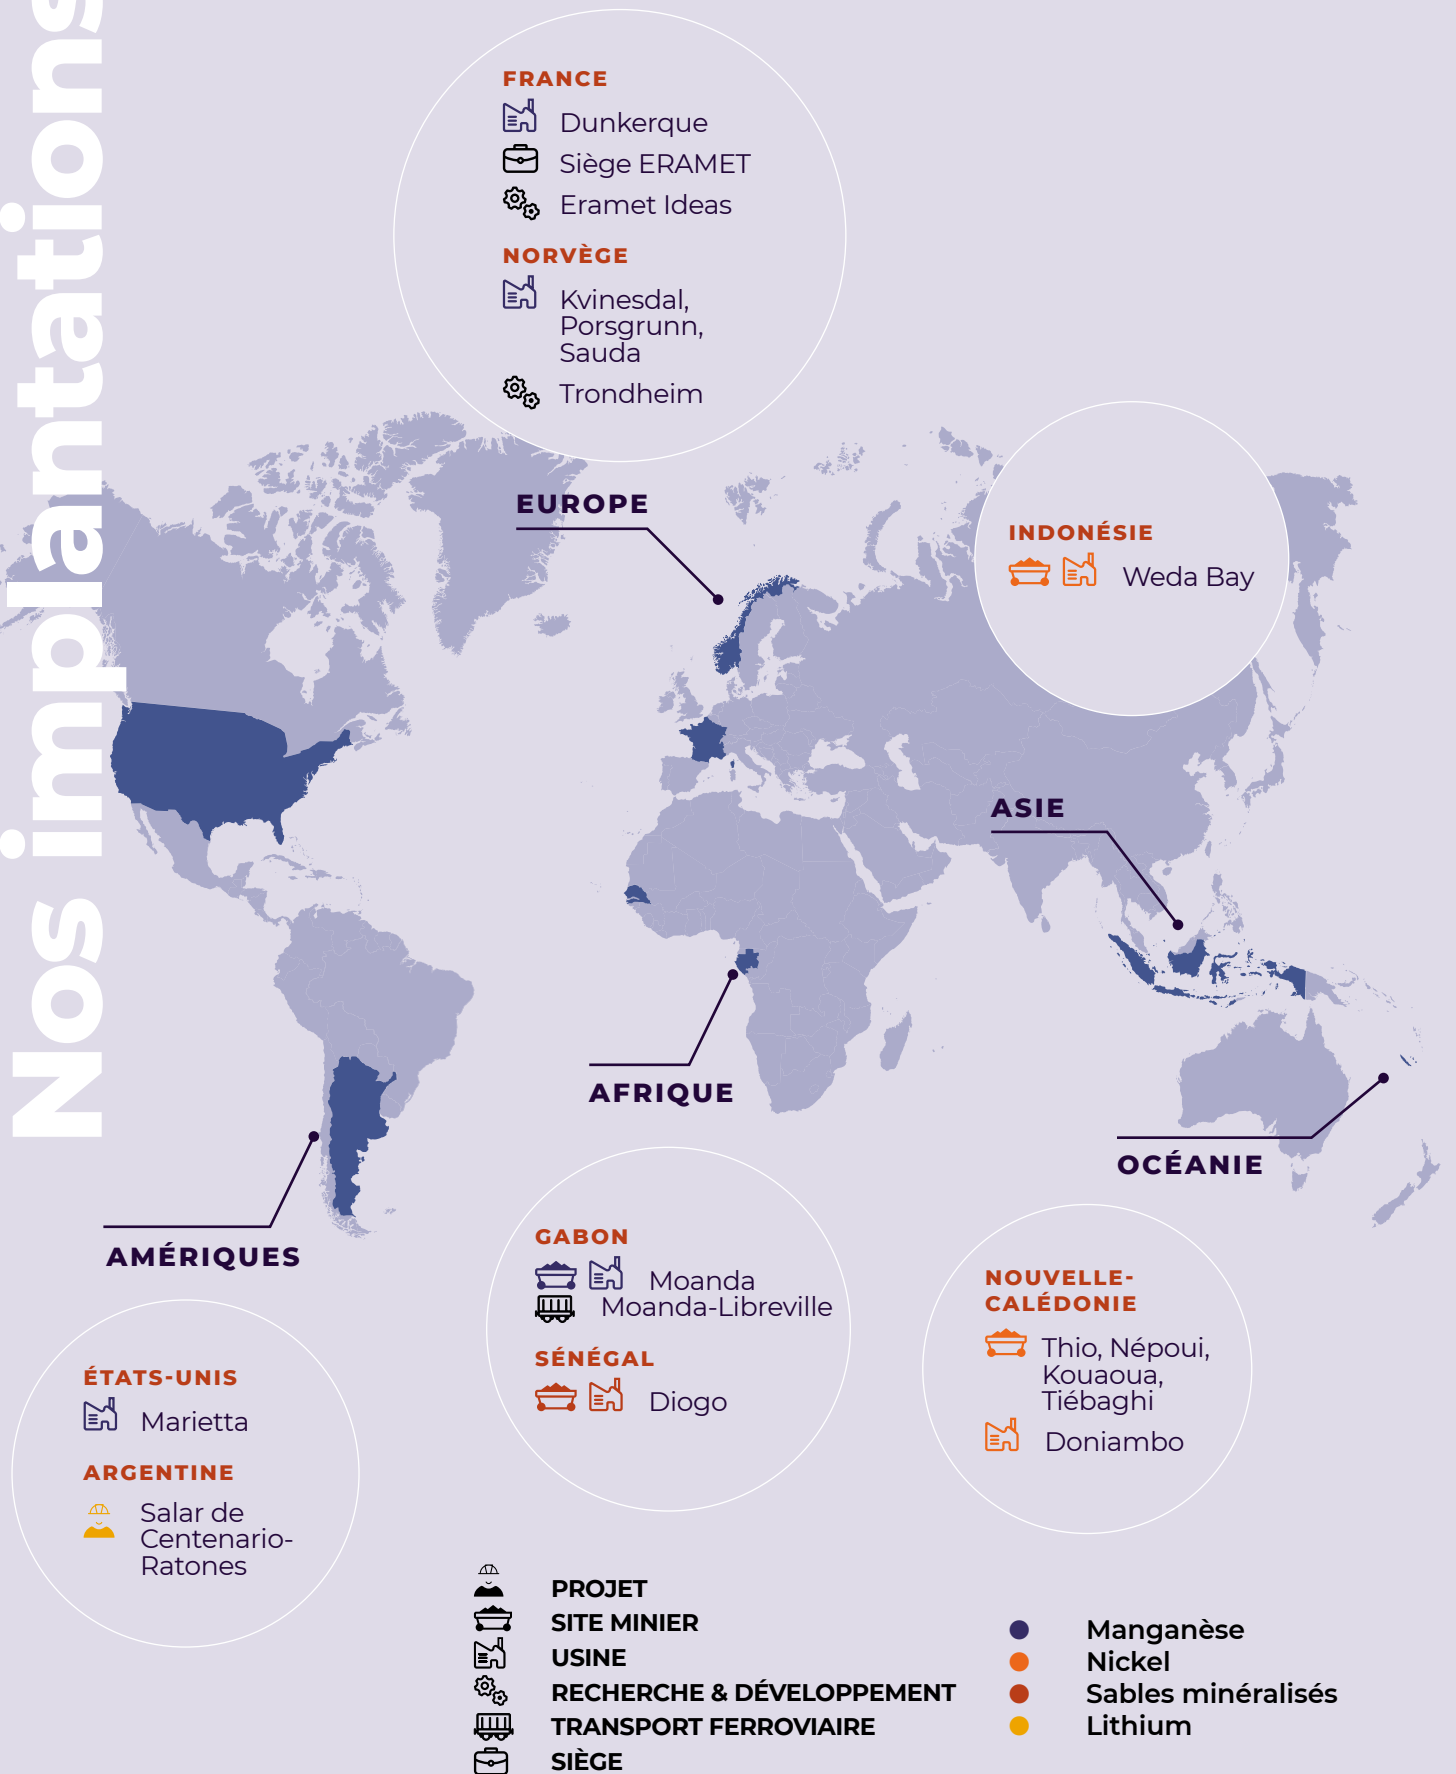 Nos implantations
FRANCE
Dunkerque
Siège ERAMET
Eramet Ideas
NORVÈGE
Kvinesdal,
Porsgrunn,
Sauda
Trondheim
EUROPE
INDONÉSIE
Weda Bay
ASIE
AFRIQUE
OCÉANIE
AMÉRIQUES
GABON
Moanda
Moanda-Libreville
SÉNÉGAL
Diogo
NOUVELLE-
CALÉDONIE
Thio, Népoui,
Kouaoua,
Tiébaghi
Doniambo
ÉTATS-UNIS
Marietta
ARGENTINE
Salar de
Centenario-
Ratones
PROJET
SITE MINIER
USINE
RECHERCHE & DÉVELOPPEMENT
TRANSPORT FERROVIAIRE
SIÈGE
Manganèse
Nickel
Sables minéralisés
Lithium